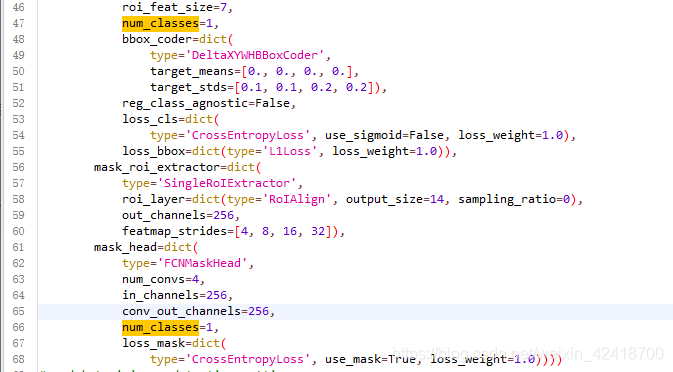 46 roi_feat_size=7,
47 num_classes=1,
48 bbox_coder=dict(
49 type='DeltaXYWHBBoxCoder',
50 target_means=[0., 0., 0., 0.],
51 target_stds=[0.1, 0.1, 0.2, 0.2]),
52 reg_class_agnostic=False,
53 loss_cls=dict(
54 type='CrossEntropyLoss', use_sigmoid=False, loss_weight=1.0),
55 loss_bbox=dict(type='L1Loss', loss_weight=1.0)),
56 mask_roi_extractor=dict(
57 type='SingleRoIExtractor',
58 roi_layer=dict(type='RoIAlign', output_size=14, sampling_ratio=0),
59 out_channels=256,
60 featmap_strides=[4, 8, 16, 32]),
61 mask_head=dict(
62 type='FCNMaskHead',
63 num_convs=4,
64 in_channels=256,
65 conv_out_channels=256,
66 num_classes=1,
67 loss_mask=dict(
68 type='CrossEntropyLoss', use_mask=True, loss_weight=1.0))))
https://blog.csdn.net/weixin_42418700